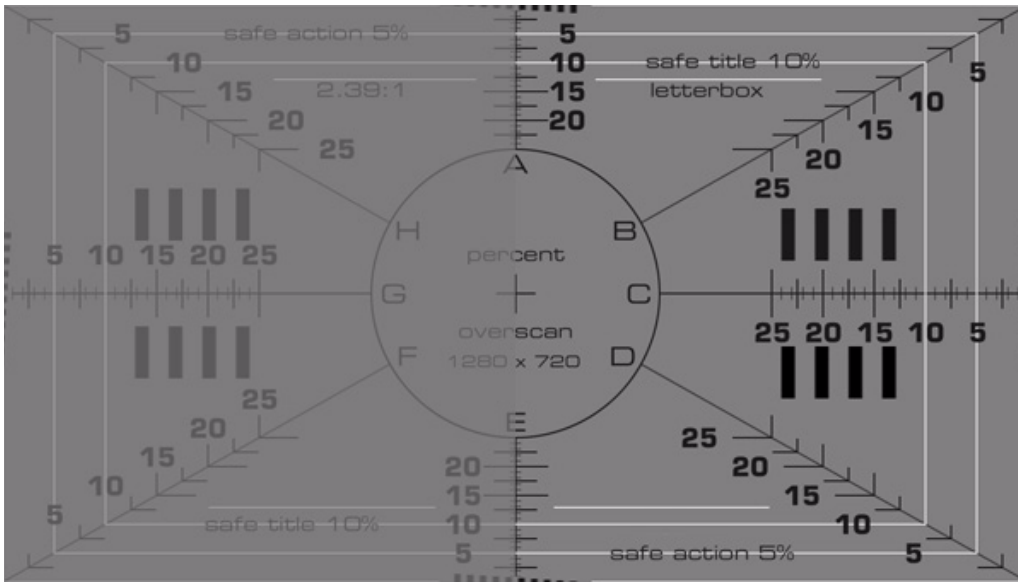 safe action 5%
safe title 10%
2.39:1
letterbox
5 5 5
10 10 10
15 15 15
20 20 20
25 25
A
H B
percent
5 10 15 20 25
G C
25 20 15 10 5
overscan
F D
1280 x 720
E
25 25
20 20 20
15 15 15
10 10 10
5 5 5
safe title 10%
safe action 5%